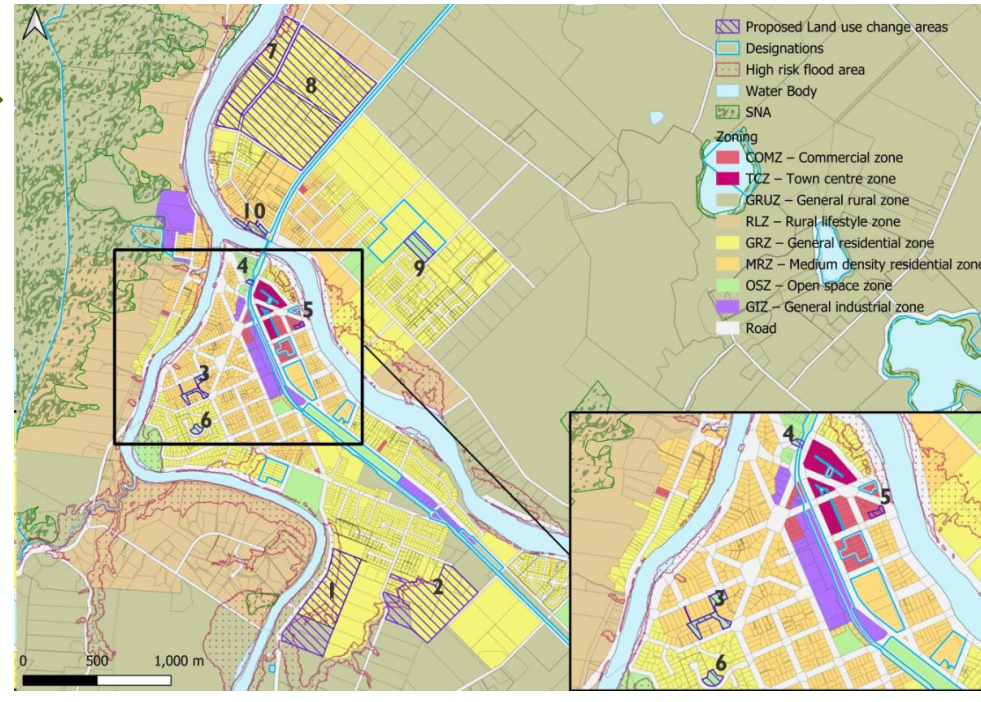 Proposed Land use change areas
Designations
High risk flood area
Water Body
SNA
Zoning
COMZ – Commercial zone
TCZ – Town centre zone
GRUZ – General rural zone
RLZ – Rural lifestyle zone
GRZ – General residential zone
MRZ – Medium density residential zone
OSZ – Open space zone
GIZ – General industrial zone
Road
7
8
10
9
4
5
3
6
1
2
0 500 1,000 m
4
5
3
6